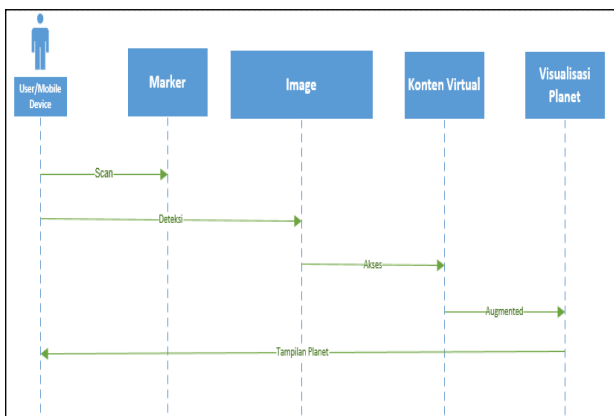 User/Mobile
Device
Marker
Image
Konten Virtual
Visualisasi
Planet
Scan
Deteksi
Akses
Augmented
Tampilan Planet